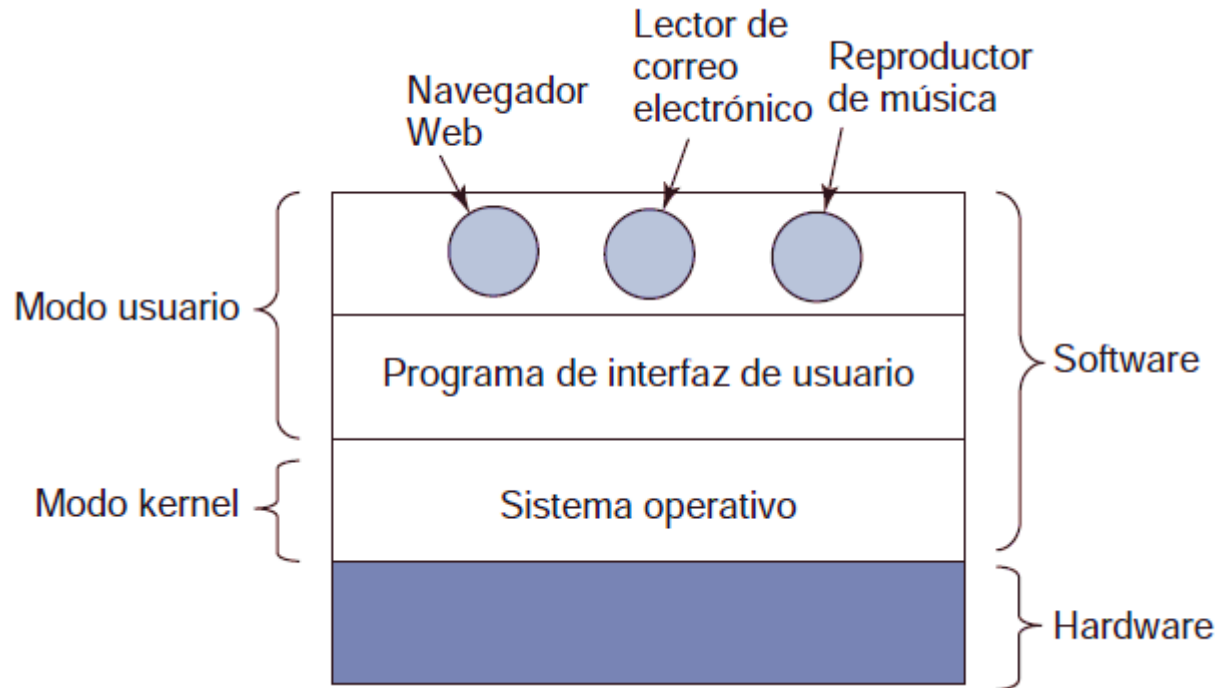 Navegador
Web
Lector de
correo
electrónico
Reproductor
de música
Modo usuario
Programa de interfaz de usuario
Software
Modo kernel
Sistema operativo
Hardware